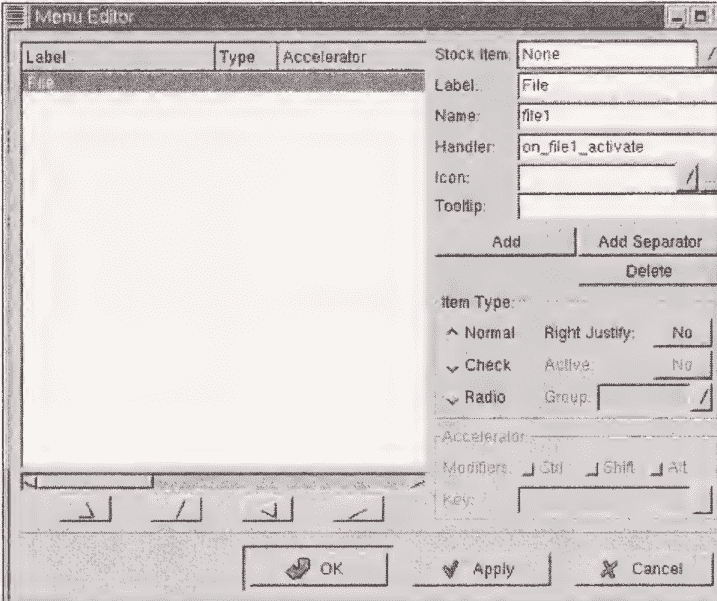 Menu Editor
Label Type Accelerator
File
Stock Item: None
Label: File
Name: file1
Handler: on_file1_activate
Icon: ...
Tooltip:
Add Add Separator
Delete
Item Type:
Normal Right Justify: No
Check Active: No
Radio Group:
Accelerator
Modifiers: Ctrl Shift Alt
Key:
OK Apply Cancel